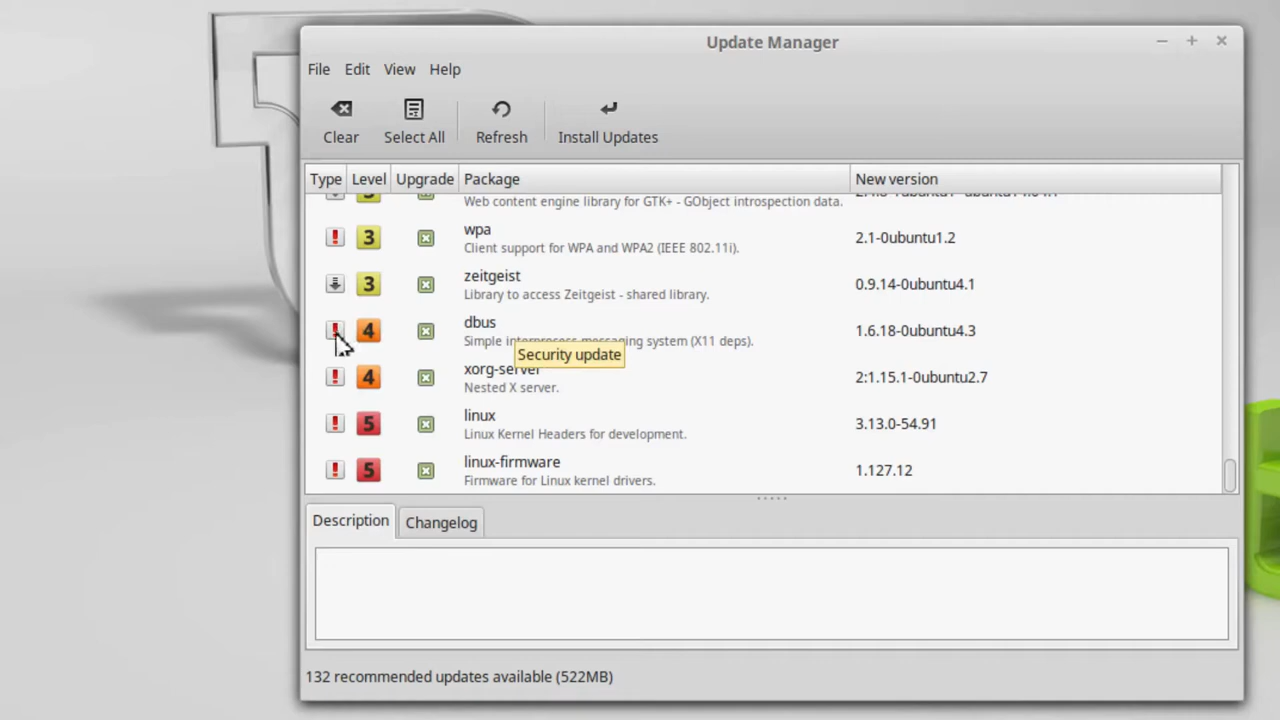 Update Manager
File Edit View Help
Clear Select All Refresh Install Updates
Type Level Upgrade Package New version
3 Web content engine library for GTK+ - GObject introspection data.
3 wpa 2.1-0ubuntu1.2
Client support for WPA and WPA2 (IEEE 802.11i).
3 zeitgeist 0.9.14-0ubuntu4.1
Library to access Zeitgeist - shared library.
! 4 dbus 1.6.18-0ubuntu4.3
Simple interprocess messaging system (X11 deps).
Security update
! 4 xorg-server 2:1.15.1-0ubuntu2.7
Nested X server.
! 5 linux 3.13.0-54.91
Linux Kernel Headers for development.
! 5 linux-firmware 1.127.12
Firmware for Linux kernel drivers.
Description Changelog
132 recommended updates available (522MB)